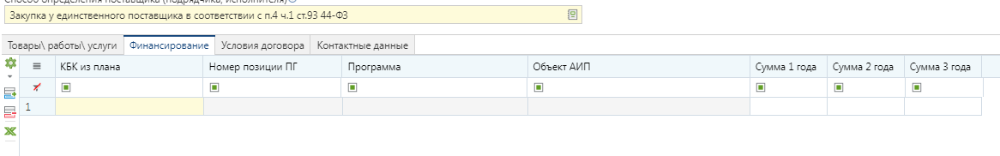 Способ определения поставщика (подрядчика, исполнителя)
Закупка у единственного поставщика в соответствии с п.4 ч.1 ст.93 44-ФЗ
Товары\ работы\ услуги Финансирование Условия договора Контактные данные
КБК из плана Номер позиции ПГ Программа Объект АИП Сумма 1 года Сумма 2 года Сумма 3 года
1